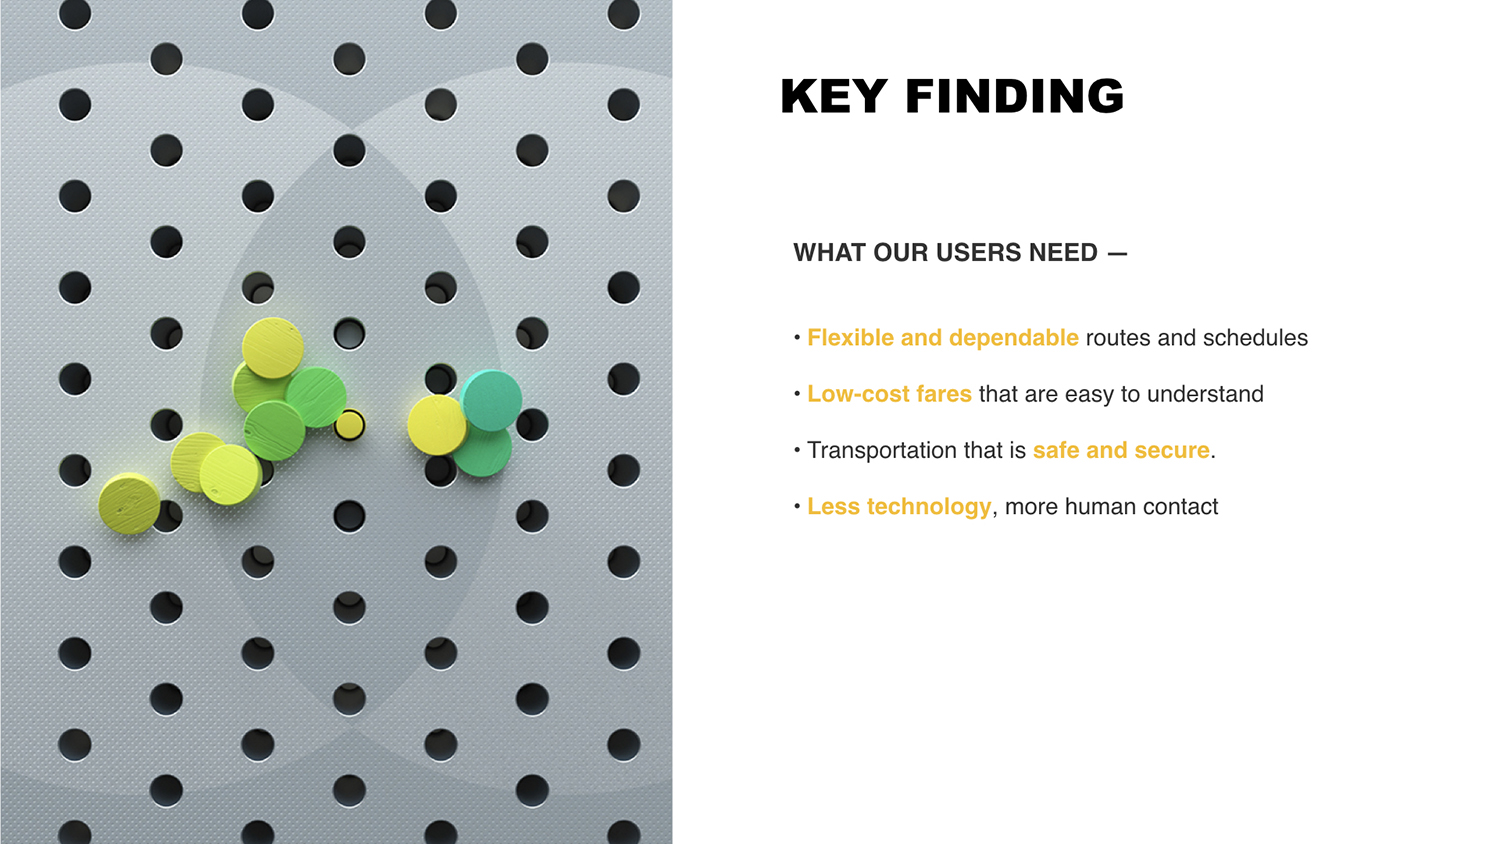 KEY FINDING
WHAT OUR USERS NEED —
• Flexible and dependable routes and schedules
• Low-cost fares that are easy to understand
• Transportation that is safe and secure.
• Less technology, more human contact